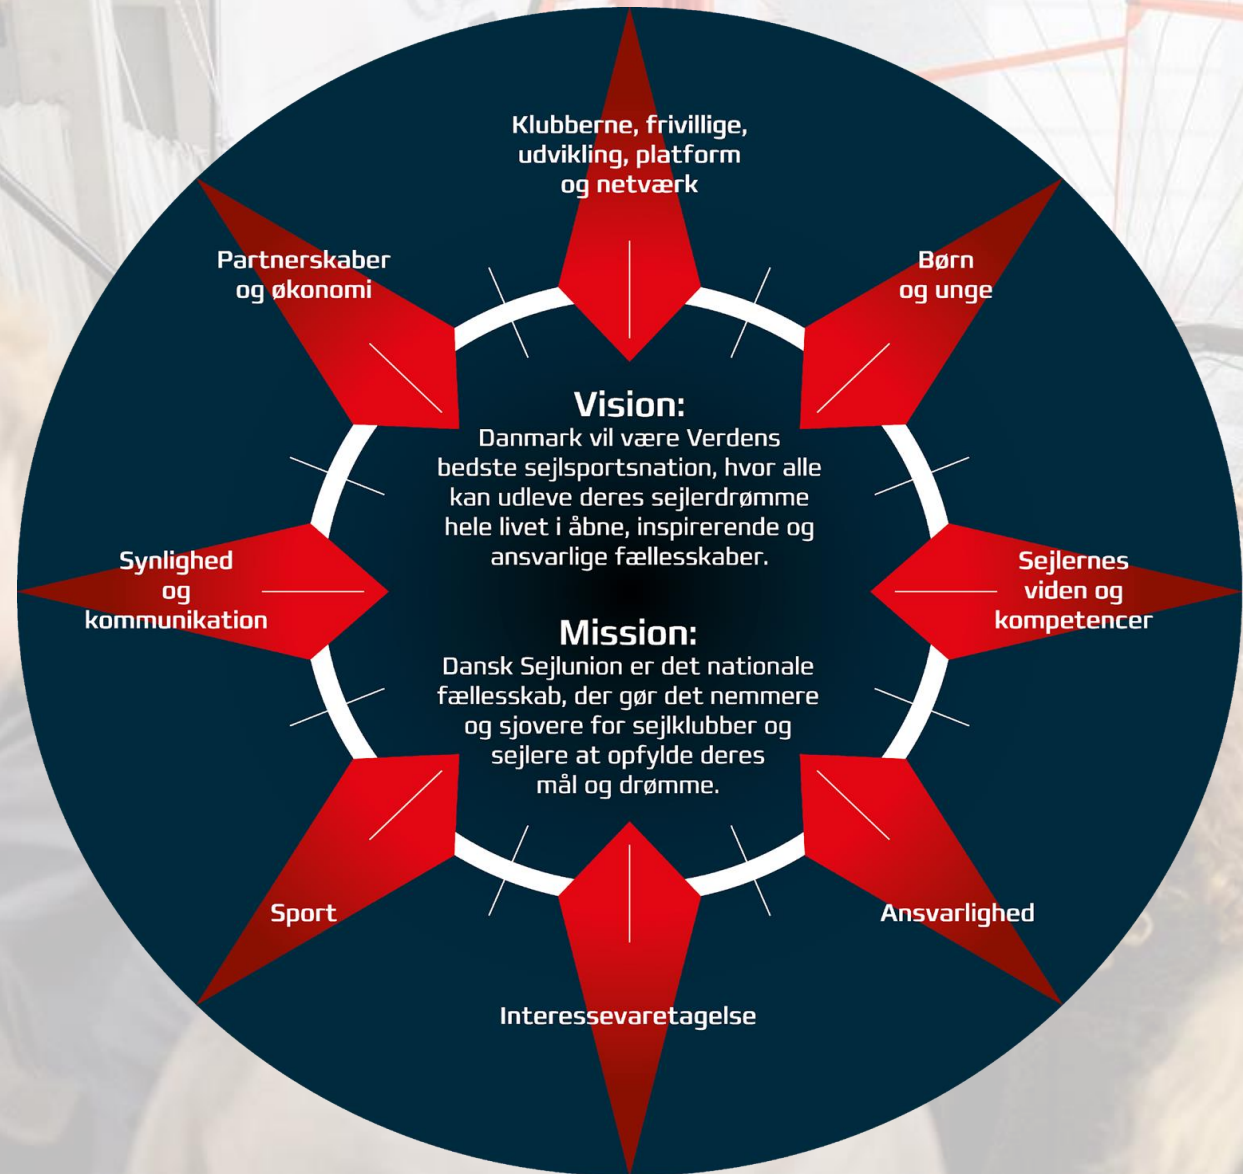 Klubberne, frivillige,
udvikling, platform
og netværk
Børn
og unge
Sejlernes
viden og
kompetencer
Ansvarlighed
Interessevaretagelse
Sport
Synlighed
og
kommunikation
Partnerskaber
og økonomi
Vision:
Danmark vil være Verdens
bedste sejlsportsnation, hvor alle
kan udleve deres sejlerdrømme
hele livet i åbne, inspirerende og
ansvarlige fællesskaber.
Mission:
Dansk Sejlunion er det nationale
fællesskab, der gør det nemmere
og sjovere for sejlklubber og
sejlere at opfylde deres
mål og drømme.